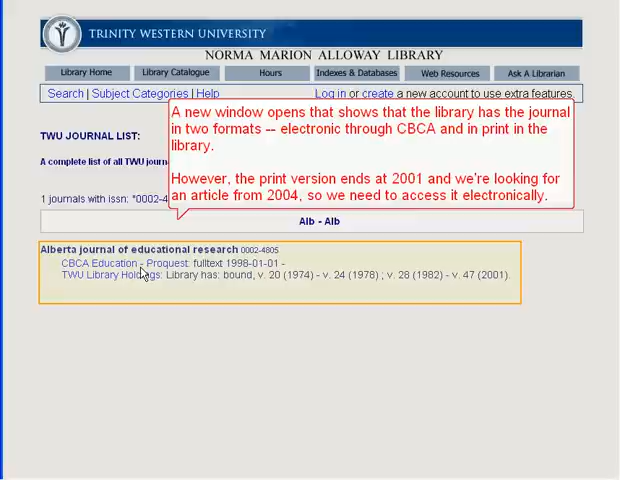 TRINITY WESTERN UNIVERSITY
NORMA MARION ALLOWAY LIBRARY
Library Home Library Catalogue Hours Indexes & Databases Web Resources Ask A Librarian
Search | Subject Categories | Help Log in or create a new account to use extra features.
A new window opens that shows that the library has the journal
in two formats -- electronic through CBCA and in print in the
library.
However, the print version ends at 2001 and we're looking for
an article from 2004, so we need to access it electronically.
TWU JOURNAL LIST:
A complete list of all TWU journ
1 journals with issn: "0002-4
Alb - Alb
Alberta journal of educational research 0002-4805
CBCA Education - Proquest: fulltext 1998-01-01 -
TWU Library Holdings: Library has: bound, v. 20 (1974) - v. 24 (1978) ; v. 28 (1982) - v. 47 (2001).